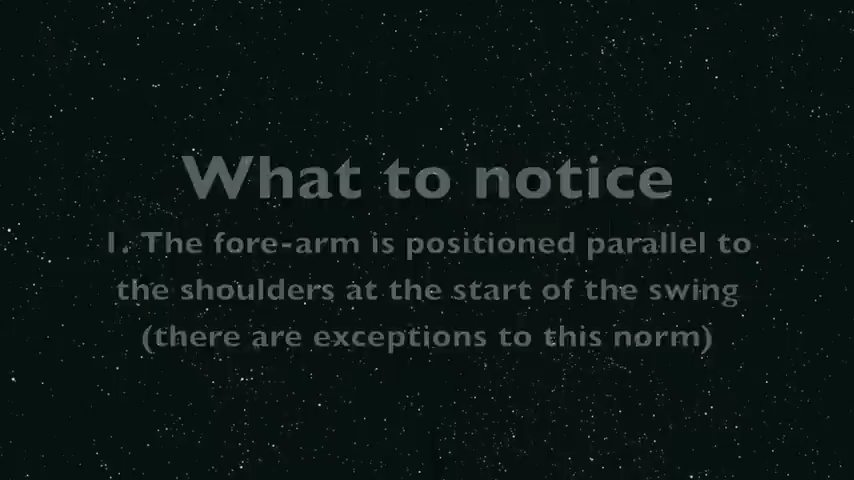 What to notice
1. The fore-arm is positioned parallel to
the shoulders at the start of the swing
(there are exceptions to this norm)